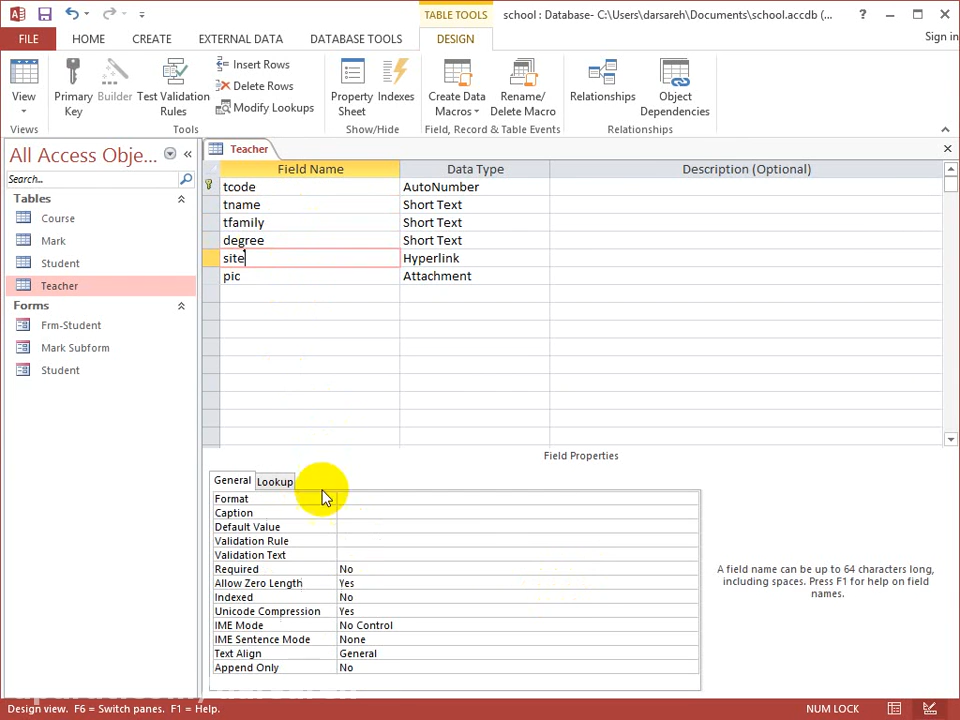 TABLE TOOLS
school : Database- C:\Users\darsareh\Documents\school.accdb (...
?
FILE
HOME
CREATE
EXTERNAL DATA
DATABASE TOOLS
DESIGN
Sign in
View
Primary Key
Builder
Test Validation Rules
Insert Rows
Delete Rows
Modify Lookups
Property Sheet
Indexes
Create Data Macros
Rename/ Delete Macro
Relationships
Object Dependencies
Views
Tools
Show/Hide
Field, Record & Table Events
Relationships
All Access Obje...
Search...
Tables
Course
Mark
Student
Teacher
Forms
Frm-Student
Mark Subform
Student
Teacher
Field Name Data Type Description (Optional)
tcode AutoNumber
tname Short Text
tfamily Short Text
degree Short Text
site Hyperlink
pic Attachment
Field Properties
General Lookup
Format
Caption
Default Value
Validation Rule
Validation Text
Required No
Allow Zero Length Yes
Indexed No
Unicode Compression Yes
IME Mode No Control
IME Sentence Mode None
Text Align General
Append Only No
A field name can be up to 64 characters long,
including spaces. Press F1 for help on field
names.
Design view. F6 = Switch panes. F1 = Help.
NUM LOCK